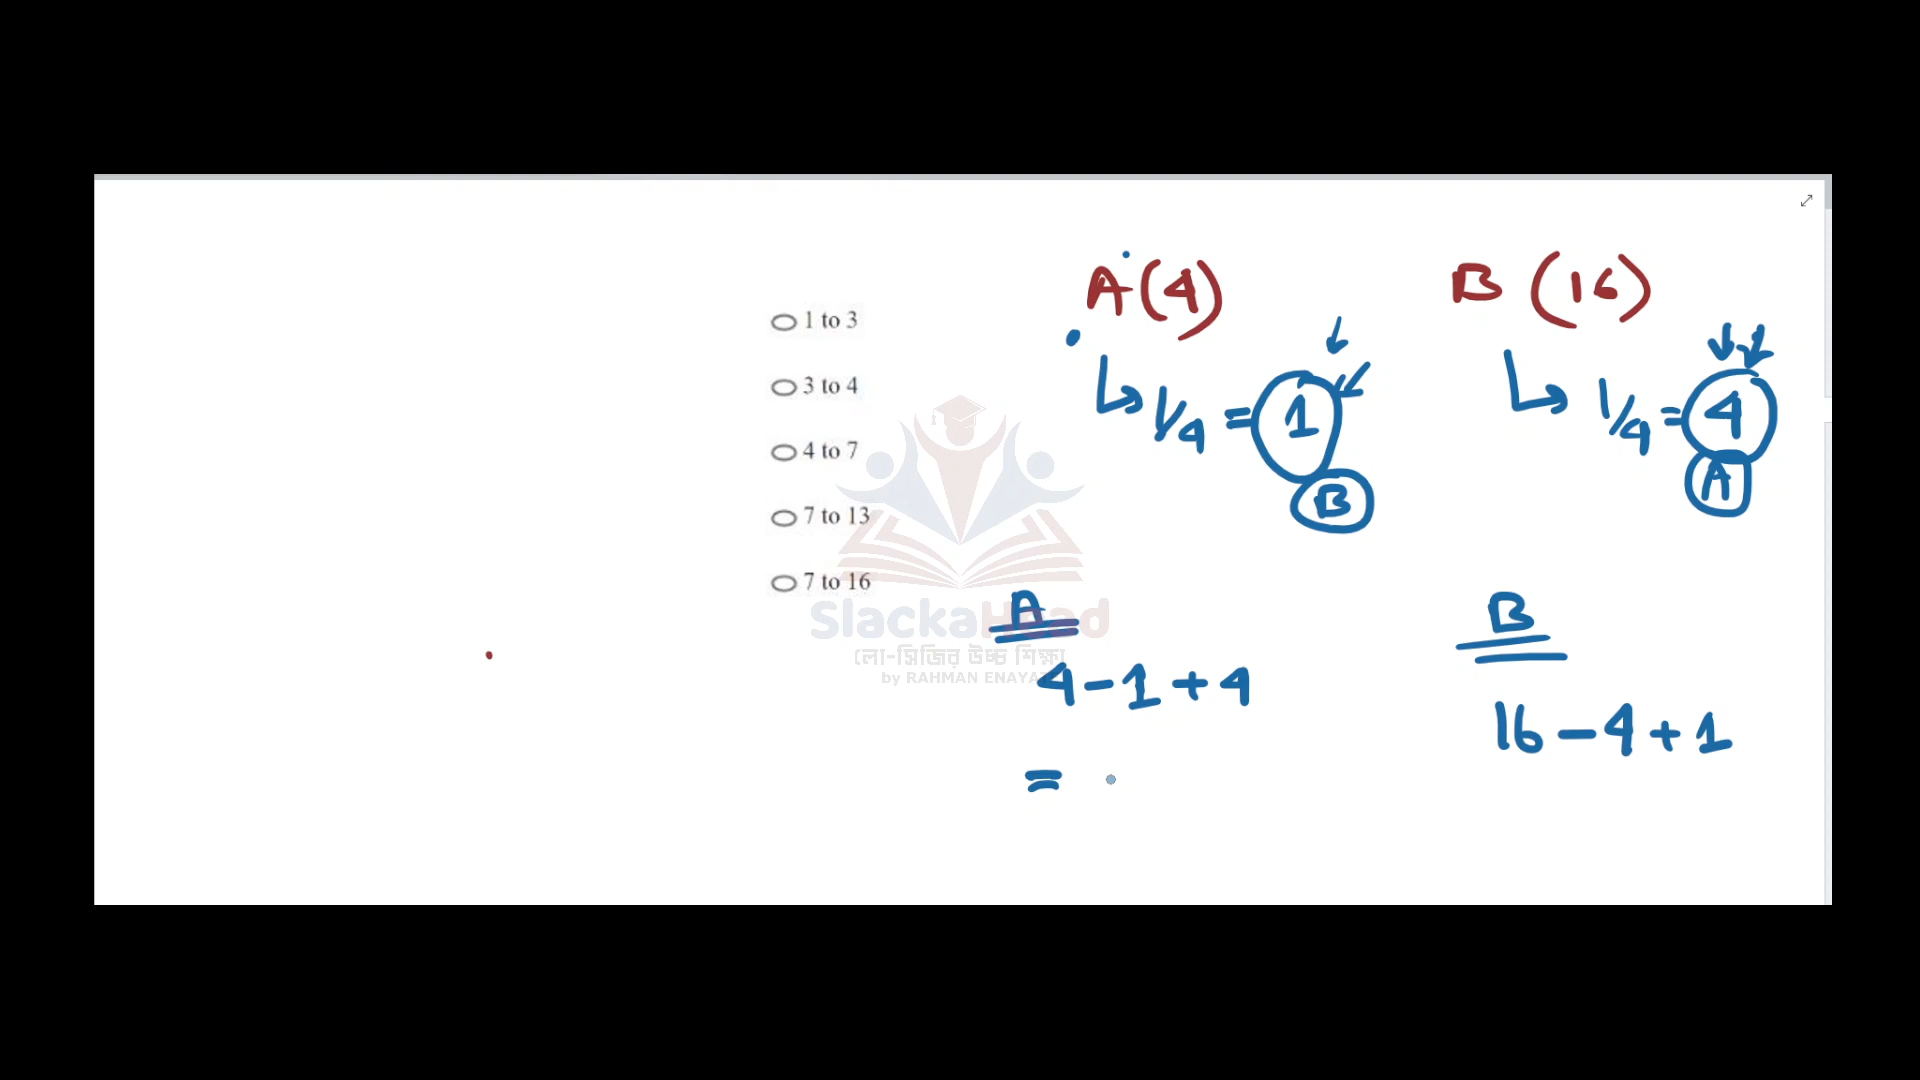 1 to 3
3 to 4
4 to 7
7 to 13
7 to 16
A (4)
1/4 = 1
B
B (16)
1/4 = 4
A
A
4 - 1 + 4
=
B
16 - 4 + 1
SlackaHead
লো-সিজির উচ্চ শিক্ষা
by RAHMAN ENAYAT